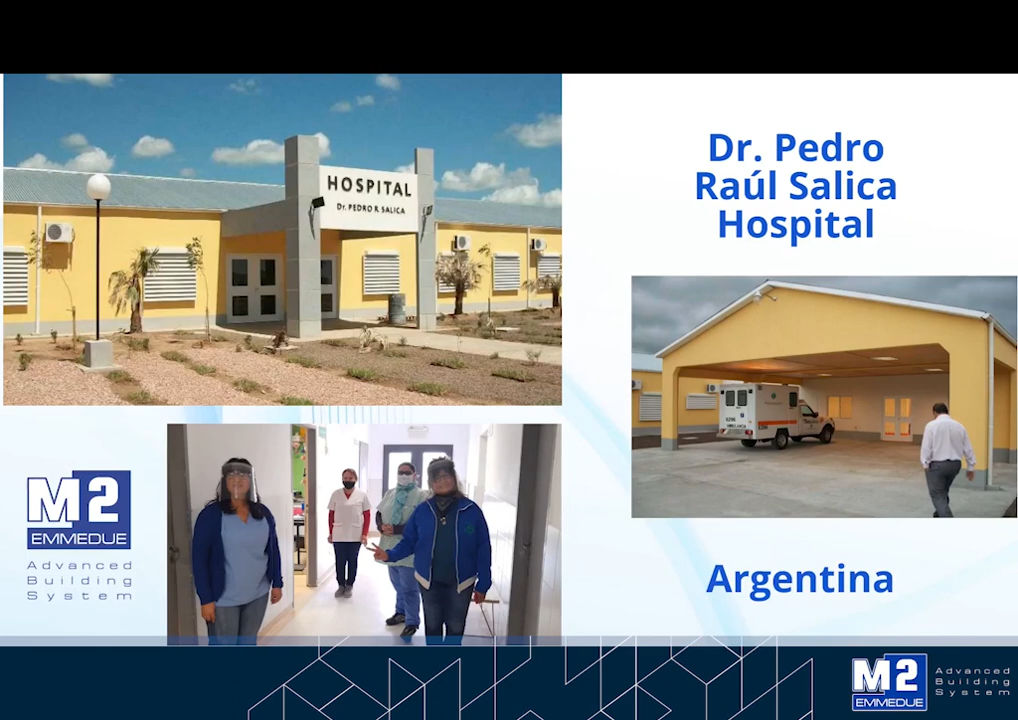 HOSPITAL
Dr. PEDRO R. SALICA
Dr. Pedro
Raúl Salica
Hospital
M2
EMMEDUE
Advanced
Building
System
Argentina
M2
EMMEDUE
Advanced
Building
System